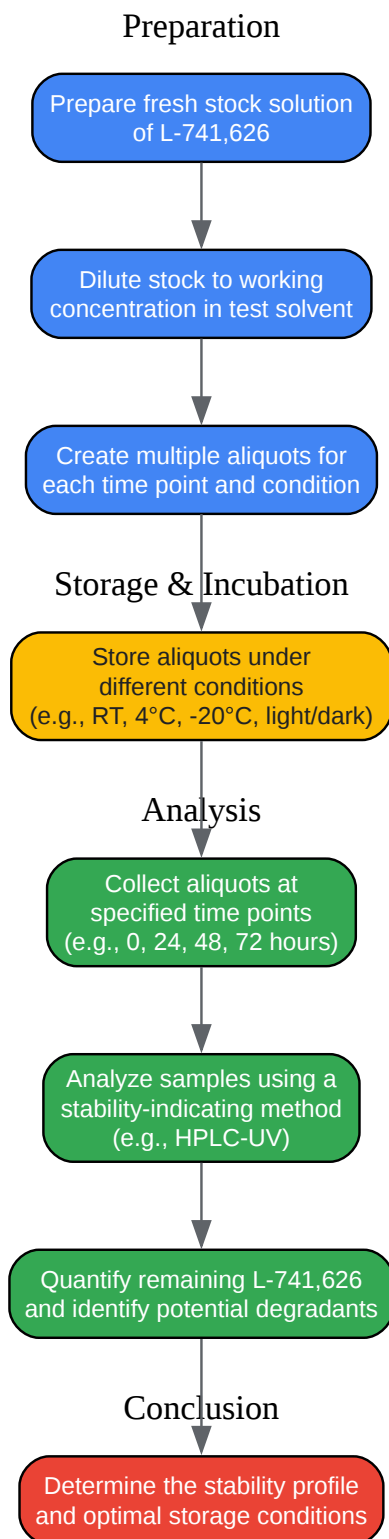 Preparation
Prepare fresh stock solution
of L-741,626
Dilute stock to working
concentration in test solvent
Create multiple aliquots for
each time point and condition
Storage & Incubation
Store aliquots under
different conditions
(e.g., RT, 4°C, -20°C, light/dark)
Analysis
Collect aliquots at
specified time points
(e.g., 0, 24, 48, 72 hours)
Analyze samples using a
stability-indicating method
(e.g., HPLC-UV)
Quantify remaining L-741,626
and identify potential degradants
Conclusion
Determine the stability profile
and optimal storage conditions